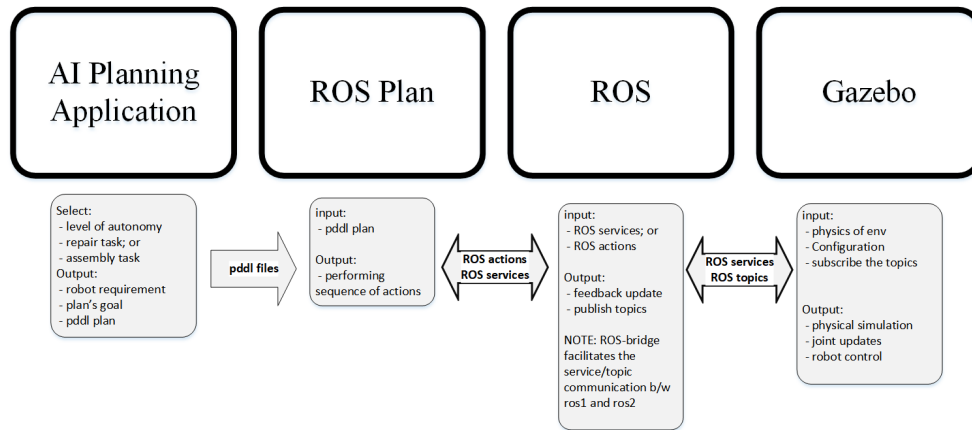 AI Planning
Application
ROS Plan
ROS
Gazebo
Select:
- level of autonomy
- repair task; or
- assembly task
Output:
- robot requirement
- plan's goal
- pddl plan
pddl files
input:
- pddl plan
Output:
- performing
sequence of actions
ROS actions
ROS services
input:
- ROS services; or
- ROS actions
Output:
- feedback update
- publish topics
NOTE: ROS-bridge
facilitates the
service/topic
communication b/w
ros1 and ros2
ROS services
ROS topics
input:
- physics of env
- Configuration
- subscribe the topics
Output:
- physical simulation
- joint updates
- robot control